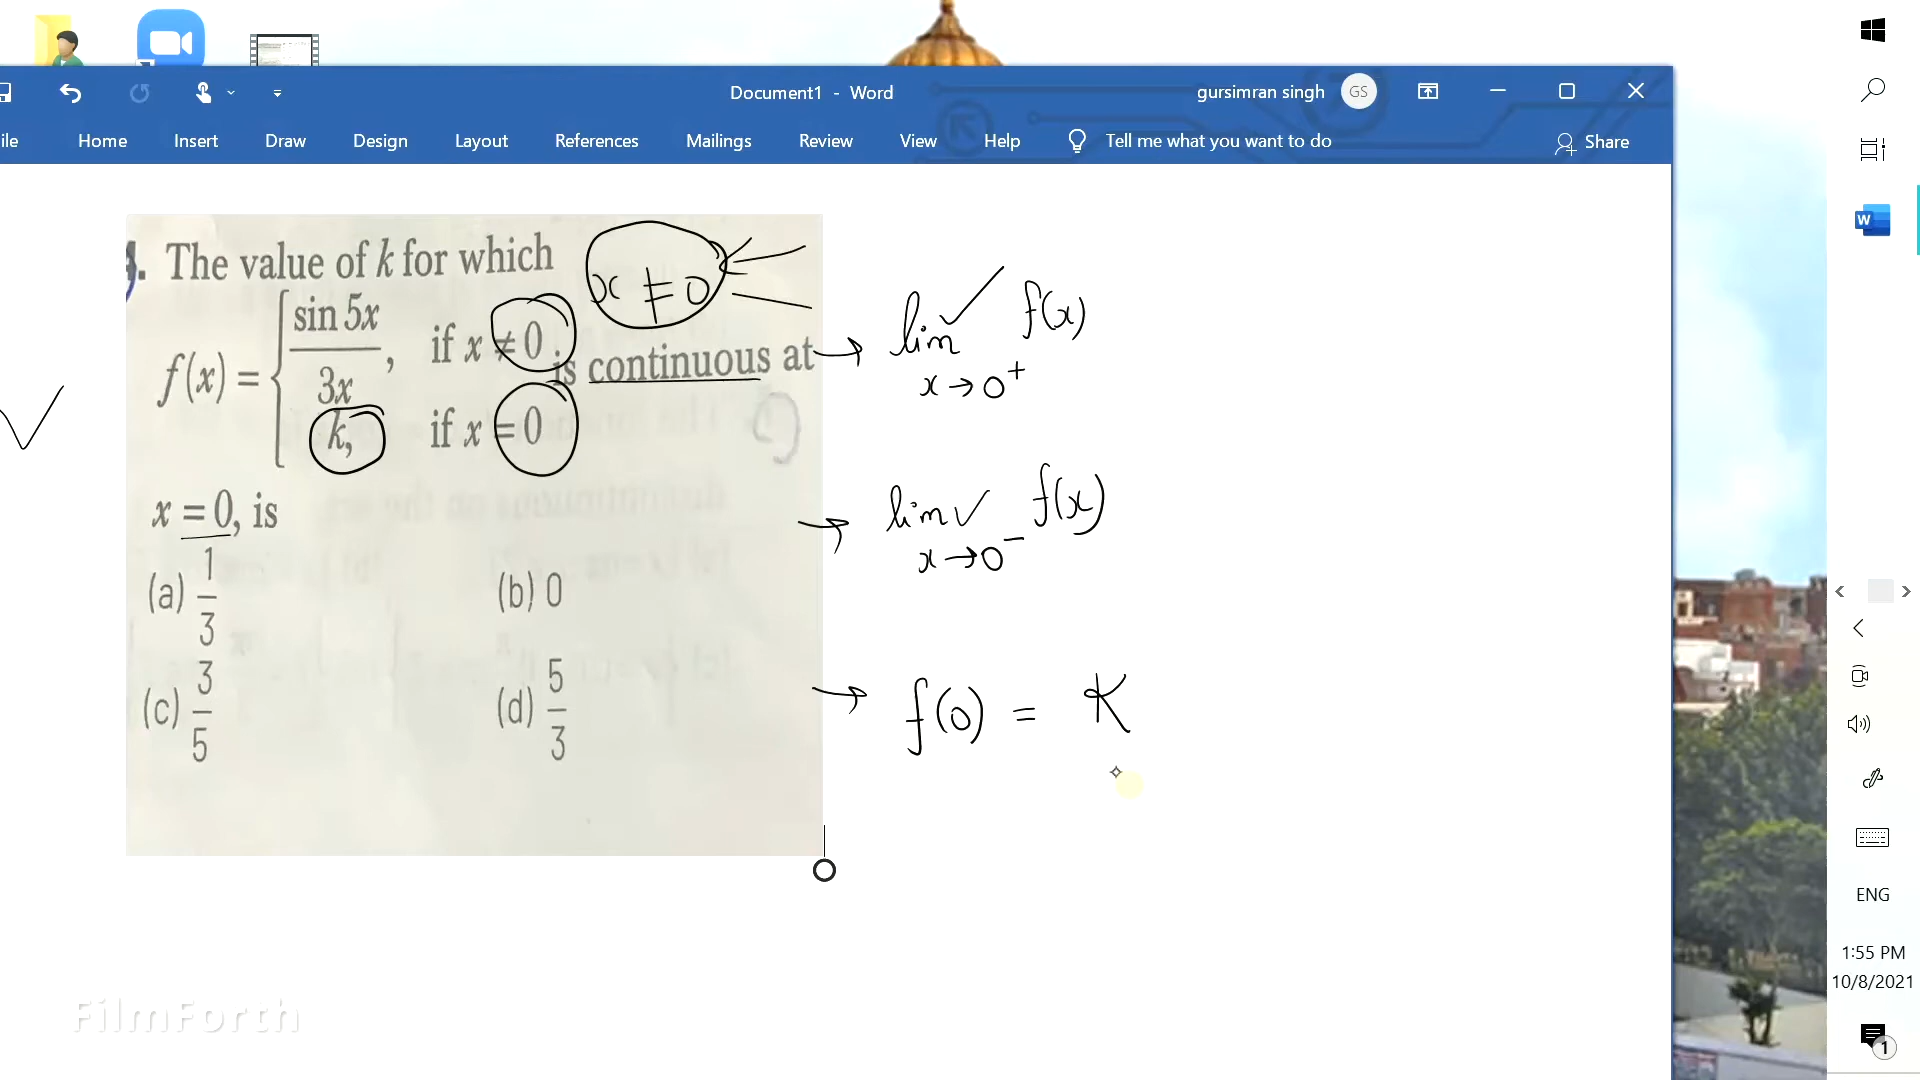 Document1 - Word
gursimran singh GS
ile Home Insert Draw Design Layout References Mailings Review View Help Tell me what you want to do Share
. The value of k for which
f(x) = { sin 5x / 3x, if x ≠ 0
k, if x = 0
is continuous at
x = 0, is
(a) 1/3 (b) 0
(c) 3/5 (d) 5/3
x ≠ 0
lim f(x)
x → 0+
lim f(x)
x → 0−
f(0) = K
FilmForth
W
ENG
1:55 PM
10/8/2021
1